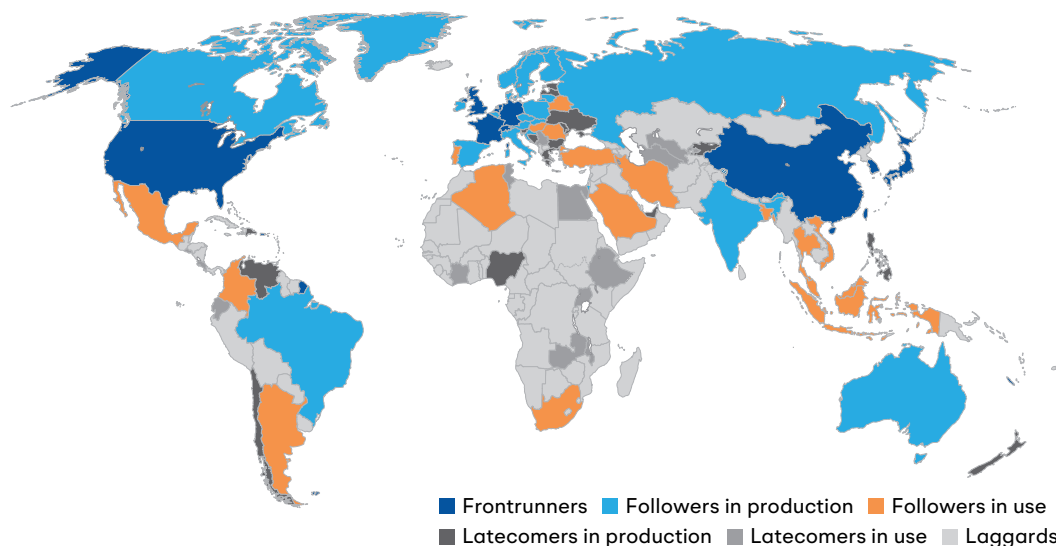 Frontrunners Followers in production Followers in use
Latecomers in production Latecomers in use Laggards